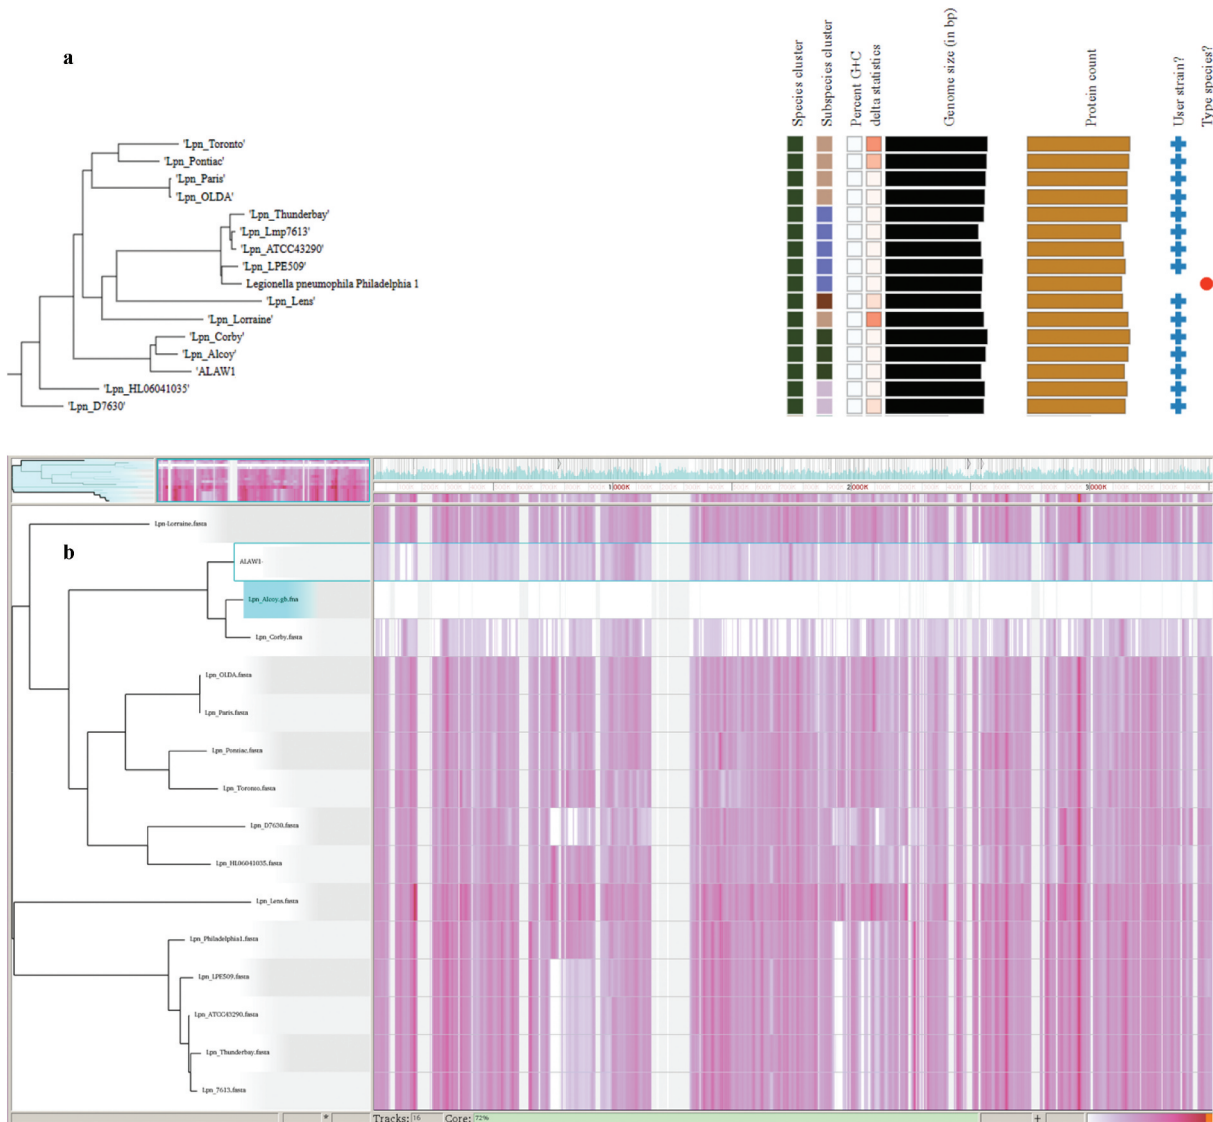 a
Species cluster
Subspecies cluster
Percent G+C
delta statistics
Genome size (in bp)
Protein count
User strain?
Type species?
'Lpn_Toronto'
'Lpn_Pontiac'
'Lpn_Paris'
'Lpn_OLDA'
'Lpn_Thunderbay'
'Lpn_Lmp7613'
'Lpn_ATCC43290'
'Lpn_LPE509'
Legionella pneumophila Philadelphia 1
'Lpn_Lens'
'Lpn_Lorraine'
'Lpn_Corby'
'Lpn_Alcoy'
'ALAW1
'Lpn_HL06041035'
'Lpn_D7630'
1000K
2000K
3000K
b
Lpn-Lorraine.fasta
ALAW1-
Lpn_Alcoy.gb.fna
Lpn_Corby.fasta
Lpn_OLDA.fasta
Lpn_Paris.fasta
Lpn_Pontiac.fasta
Lpn_Toronto.fasta
Lpn_D7630.fasta
Lpn_HL06041035.fasta
Lpn_Lens.fasta
Lpn_Philadelphia1.fasta
Lpn_LPE509.fasta
Lpn_ATCC43290.fasta
Lpn_Thunderbay.fasta
Lpn_7613.fasta
* Tracks: 16 Core: 72% +